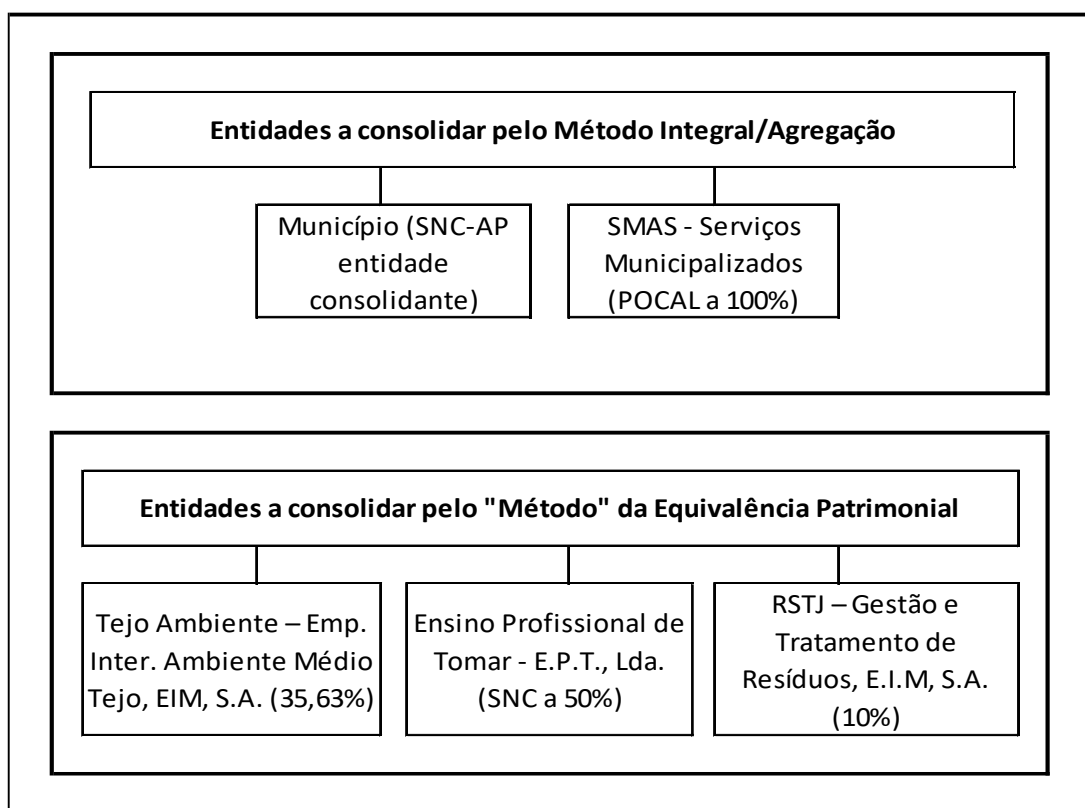 Entidades a consolidar pelo Método Integral/Agregação
Município (SNC-AP
entidade
consolidante)
SMAS - Serviços
Municipalizados
(POCAL a 100%)
Entidades a consolidar pelo "Método" da Equivalência Patrimonial
Tejo Ambiente – Emp.
Inter. Ambiente Médio
Tejo, EIM, S.A. (35,63%)
Ensino Profissional de
Tomar - E.P.T., Lda.
(SNC a 50%)
RSTJ – Gestão e
Tratamento de
Resíduos, E.I.M, S.A.
(10%)